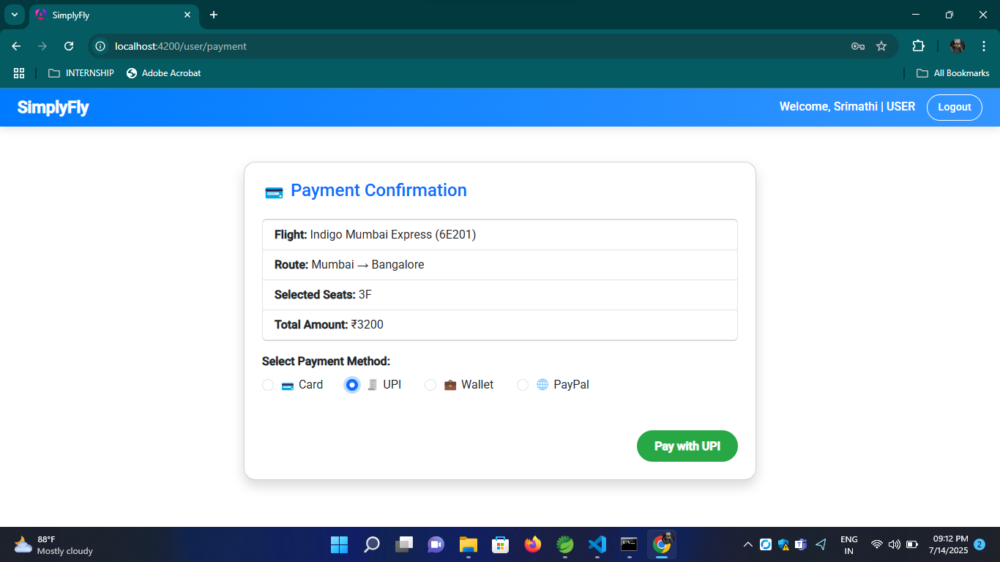 SimplyFly
localhost:4200/user/payment
INTERNSHIP Adobe Acrobat All Bookmarks
SimplyFly Welcome, Srimathi | USER Logout
Payment Confirmation
Flight: Indigo Mumbai Express (6E201)
Route: Mumbai → Bangalore
Selected Seats: 3F
Total Amount: ₹3200
Select Payment Method:
Card UPI Wallet PayPal
Pay with UPI
88°F
Mostly cloudy
ENG
IN
09:12 PM
7/14/2025
2